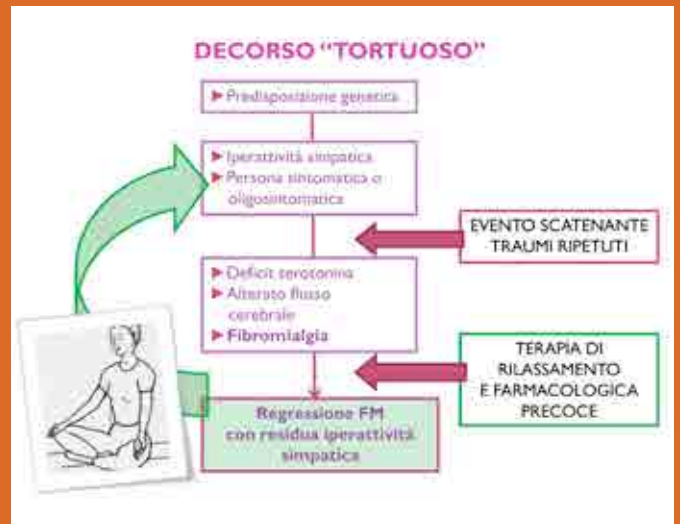 DECORSO “TORTUOSO”
▶ Predisposizione genetica
▶ Iperattività simpatica
▶ Persona sintomatica o
oligosintomatica
EVENTO SCATENANTE
TRAUMI RIPETUTI
▶ Deficit serotonina
▶ Alterato flusso
cerebrale
▶ Fibromialgia
TERAPIA DI
RILASSAMENTO
E FARMACOLOGICA
PRECOCE
Regressione FM
con residua iperattività
simpatica